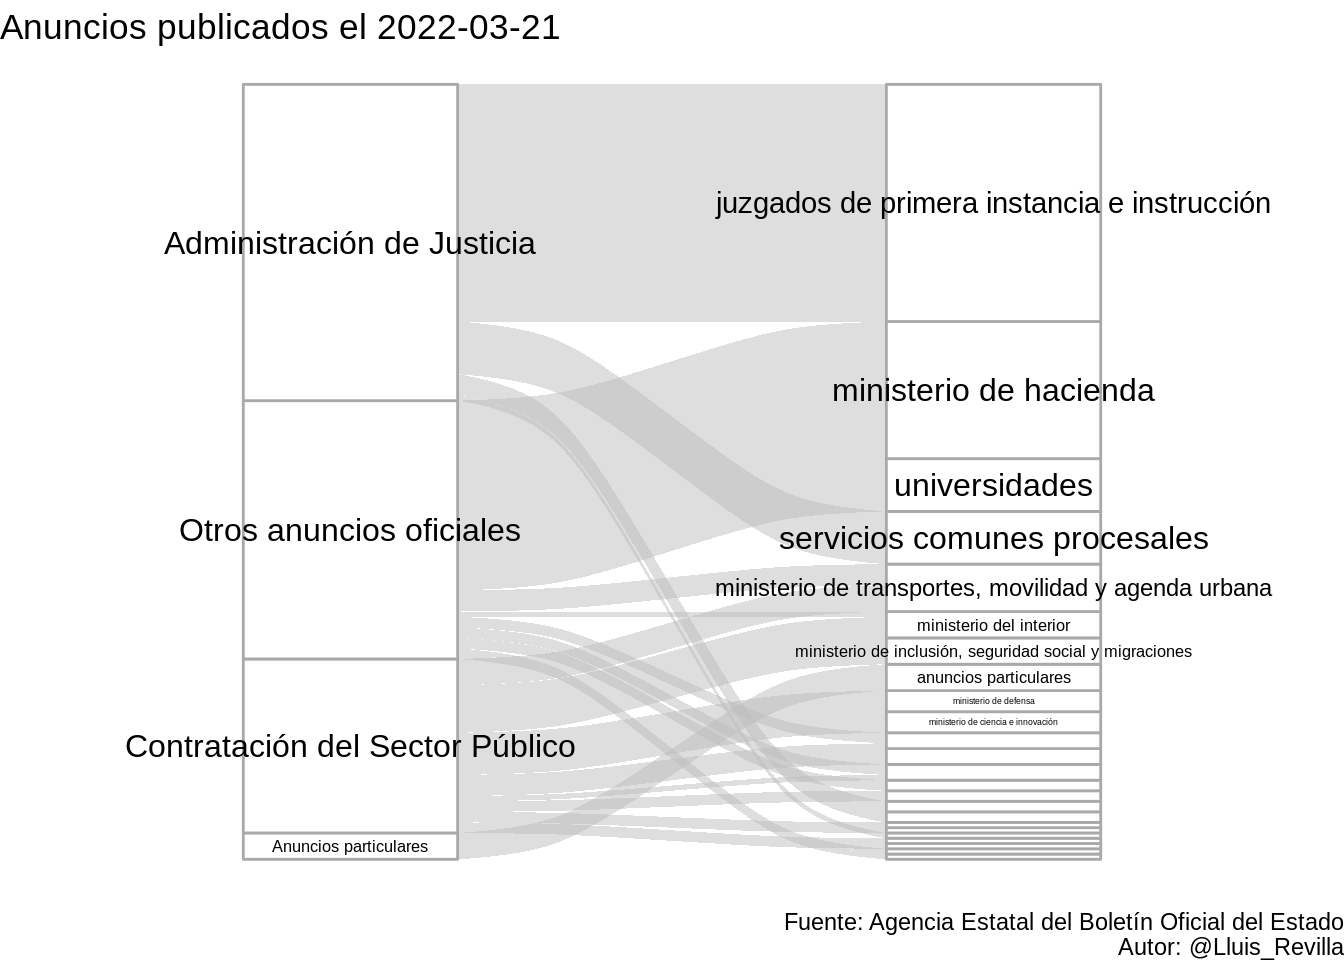 Anuncios publicados el 2022-03-21
Administración de Justicia
Otros anuncios oficiales
Contratación del Sector Público
Anuncios particulares
juzgados de primera instancia e instrucción
ministerio de hacienda
universidades
servicios comunes procesales
ministerio de transportes, movilidad y agenda urbana
ministerio del interior
ministerio de inclusión, seguridad social y migraciones
anuncios particulares
ministerio de defensa
ministerio de ciencia e innovación
Fuente: Agencia Estatal del Boletín Oficial del Estado
Autor: @Lluis_Revilla